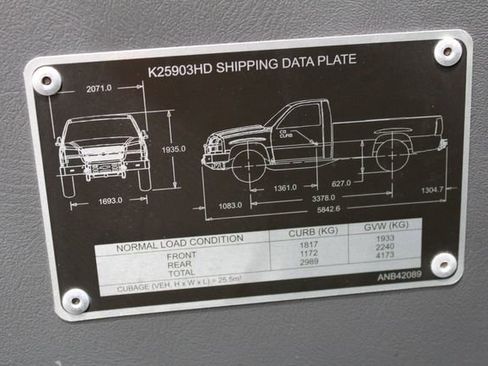 K25903HD SHIPPING DATA PLATE
2071.0
1935.0
1693.0
CG
CURB
1083.0
1361.0
3378.0
627.0
1304.7
5842.6
NORMAL LOAD CONDITION CURB (KG) GVW (KG)
FRONT 1817 1933
REAR 1172 2240
TOTAL 2989 4173
CUBAGE (VEH. H x W x L) = 25.5m³
ANB42089